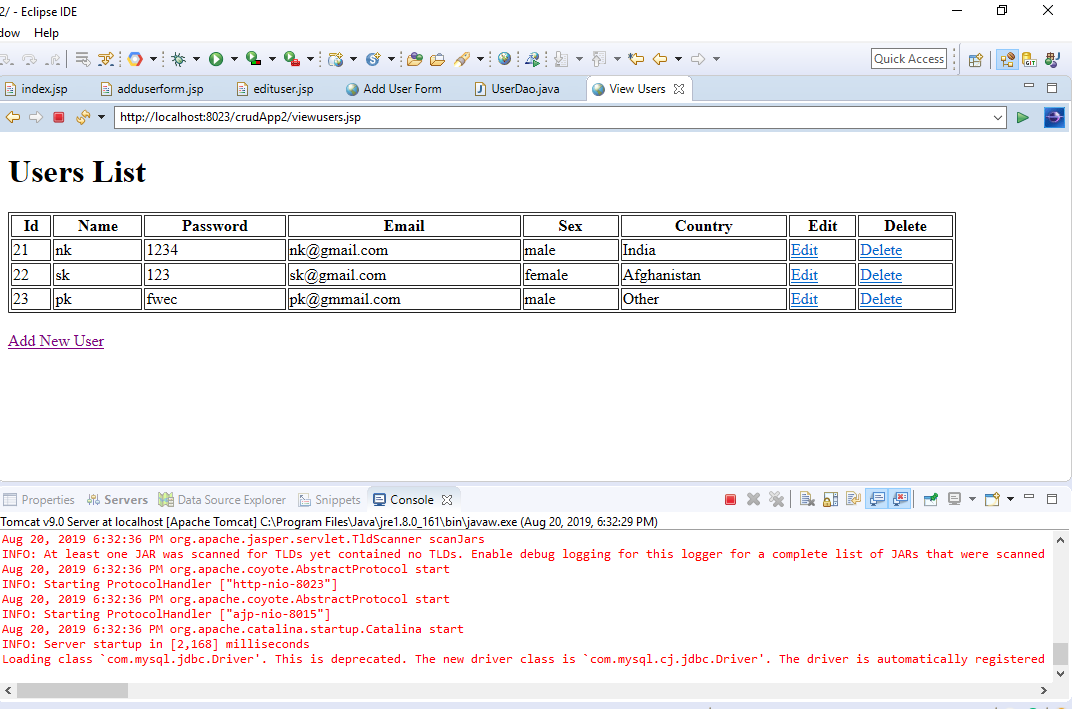 2/ - Eclipse IDE
dow Help
Quick Access
index.jsp adduserform.jsp edituser.jsp Add User Form UserDao.java View Users
http://localhost:8023/crudApp2/viewusers.jsp
Users List
Id Name Password Email Sex Country Edit Delete
21 nk 1234 nk@gmail.com male India Edit Delete
22 sk 123 sk@gmail.com female Afghanistan Edit Delete
23 pk fwec pk@gmmail.com male Other Edit Delete
Add New User
Properties Servers Data Source Explorer Snippets Console
Tomcat v9.0 Server at localhost [Apache Tomcat] C:\Program Files\Java\jre1.8.0_161\bin\javaw.exe (Aug 20, 2019, 6:32:29 PM)
Aug 20, 2019 6:32:36 PM org.apache.jasper.servlet.TldScanner scanJars
INFO: At least one JAR was scanned for TLDs yet contained no TLDs. Enable debug logging for this logger for a complete list of JARs that were scanned
Aug 20, 2019 6:32:36 PM org.apache.coyote.AbstractProtocol start
INFO: Starting ProtocolHandler ["http-nio-8023"]
Aug 20, 2019 6:32:36 PM org.apache.coyote.AbstractProtocol start
INFO: Starting ProtocolHandler ["ajp-nio-8015"]
Aug 20, 2019 6:32:36 PM org.apache.catalina.startup.Catalina start
INFO: Server startup in [2,168] milliseconds
Loading class `com.mysql.jdbc.Driver'. This is deprecated. The new driver class is `com.mysql.cj.jdbc.Driver'. The driver is automatically registered